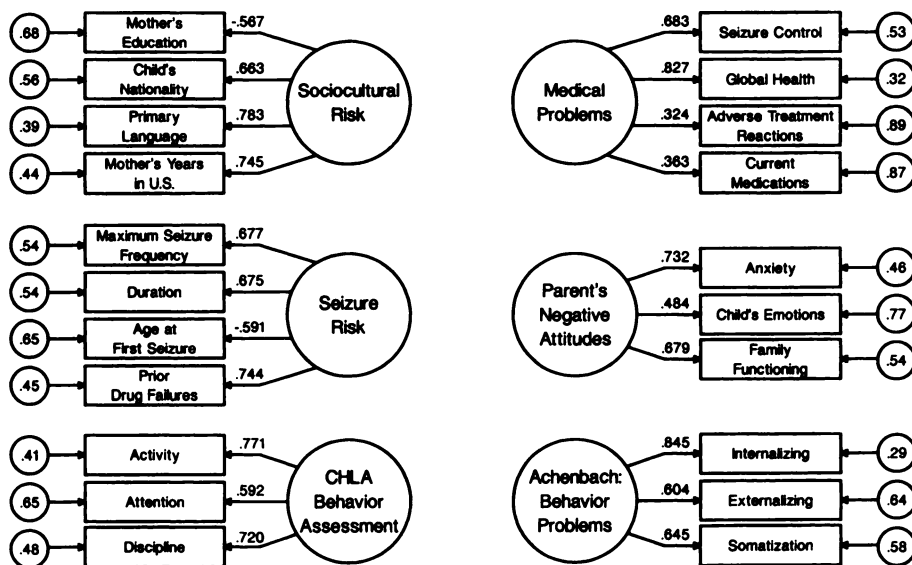 .68
Mother's
Education
-.567
.56
Child's
Nationality
.663
.39
Primary
Language
.783
.44
Mother's Years
in U.S.
.745
Sociocultural
Risk
Medical
Problems
.683
Seizure Control
.53
.827
Global Health
.32
.324
Adverse Treatment
Reactions
.89
.363
Current
Medications
.87
.54
Maximum Seizure
Frequency
.677
.54
Duration
.675
.65
Age at
First Seizure
-.591
.45
Prior
Drug Failures
.744
Seizure
Risk
Parent's
Negative
Attitudes
.732
Anxiety
.46
.484
Child's Emotions
.77
.679
Family
Functioning
.54
.41
Activity
.771
.65
Attention
.592
.48
Discipline
.720
CHLA
Behavior
Assessment
Achenbach:
Behavior
Problems
.845
Internalizing
.29
.604
Externalizing
.64
.645
Somatization
.58